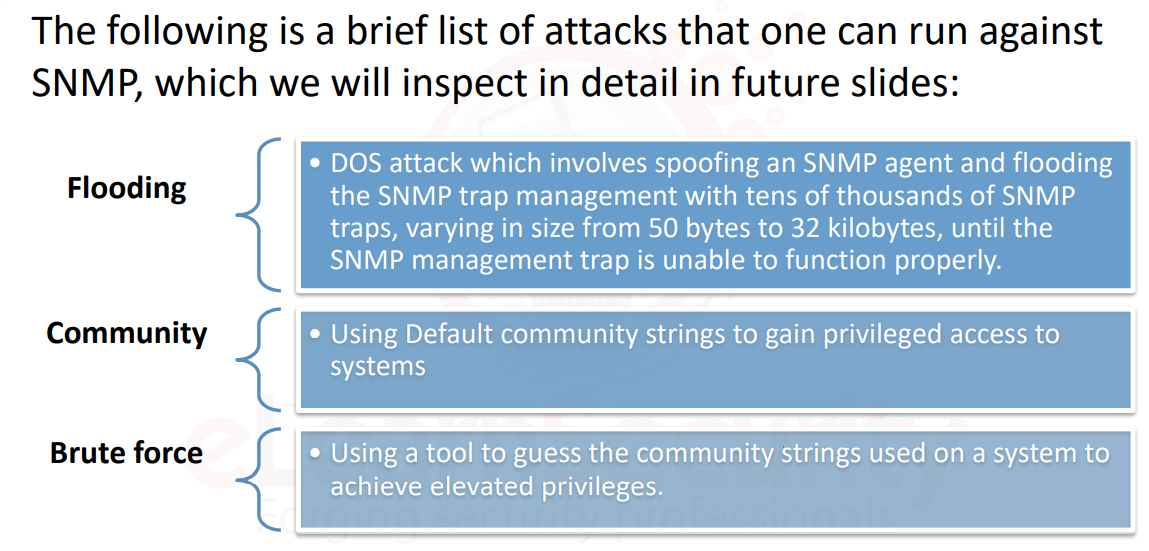 The following is a brief list of attacks that one can run against
SNMP, which we will inspect in detail in future slides:
Flooding
• DOS attack which involves spoofing an SNMP agent and flooding
the SNMP trap management with tens of thousands of SNMP
traps, varying in size from 50 bytes to 32 kilobytes, until the
SNMP management trap is unable to function properly.
Community
• Using Default community strings to gain privileged access to
systems
Brute force
• Using a tool to guess the community strings used on a system to
achieve elevated privileges.
eLearnSecurity
Forging security professionals